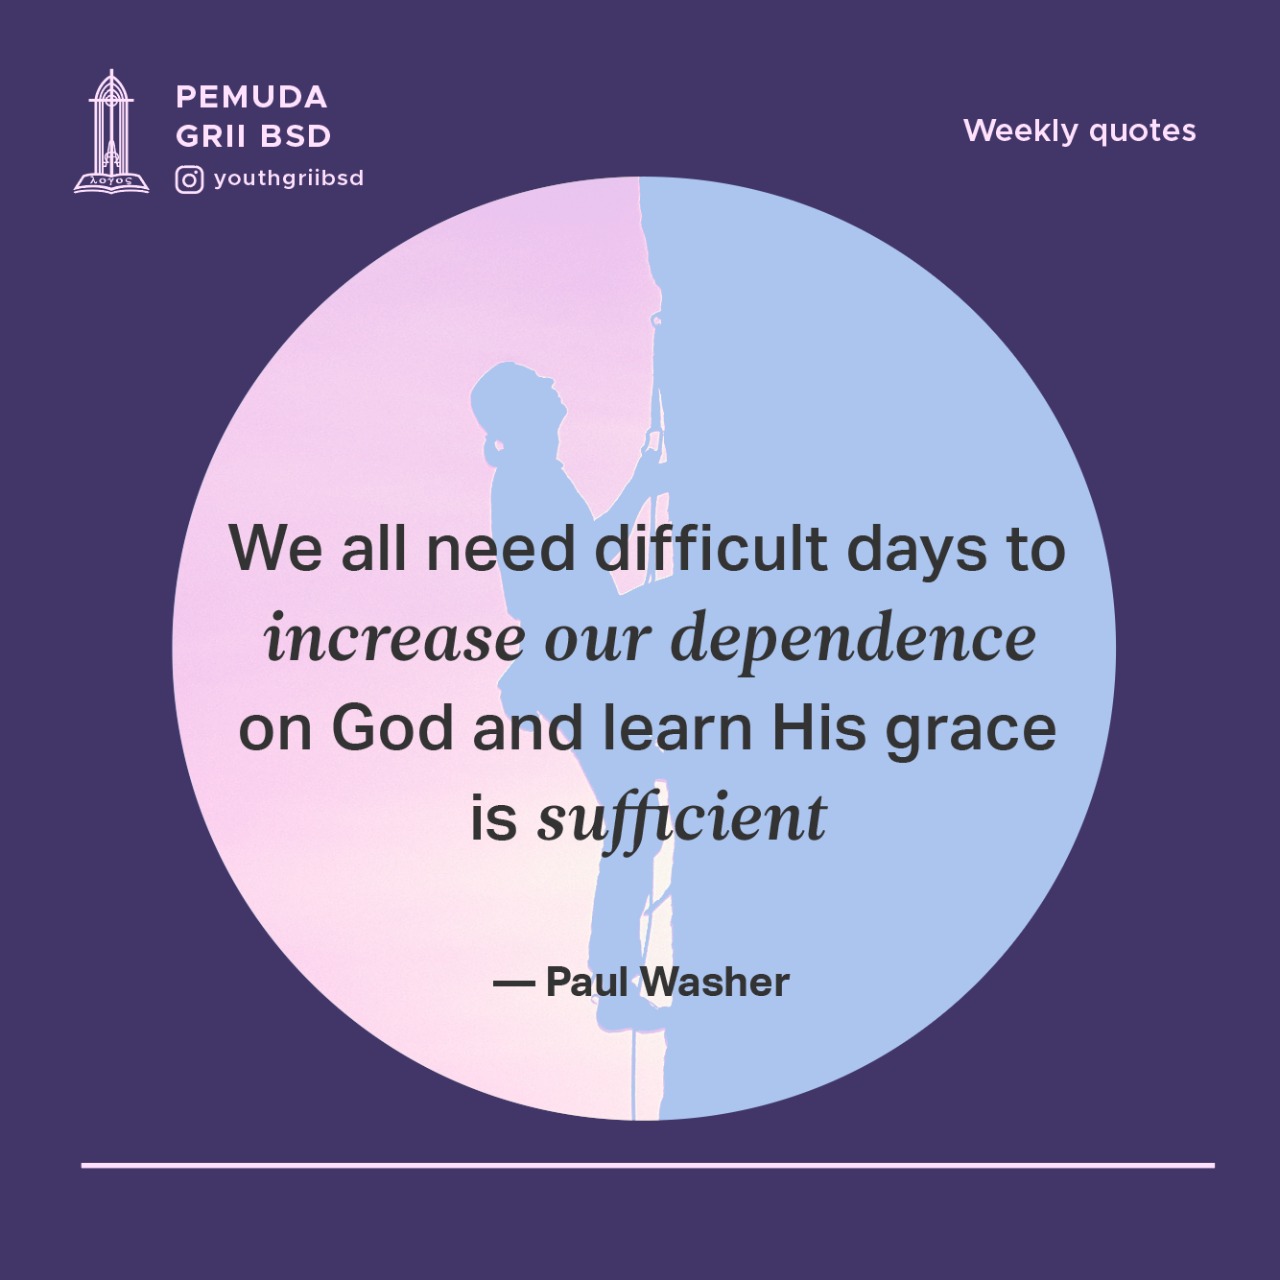 PEMUDA
GRII BSD
youthgriibsd
λογος
Weekly quotes
We all need difficult days to
increase our dependence
on God and learn His grace
is sufficient
— Paul Washer